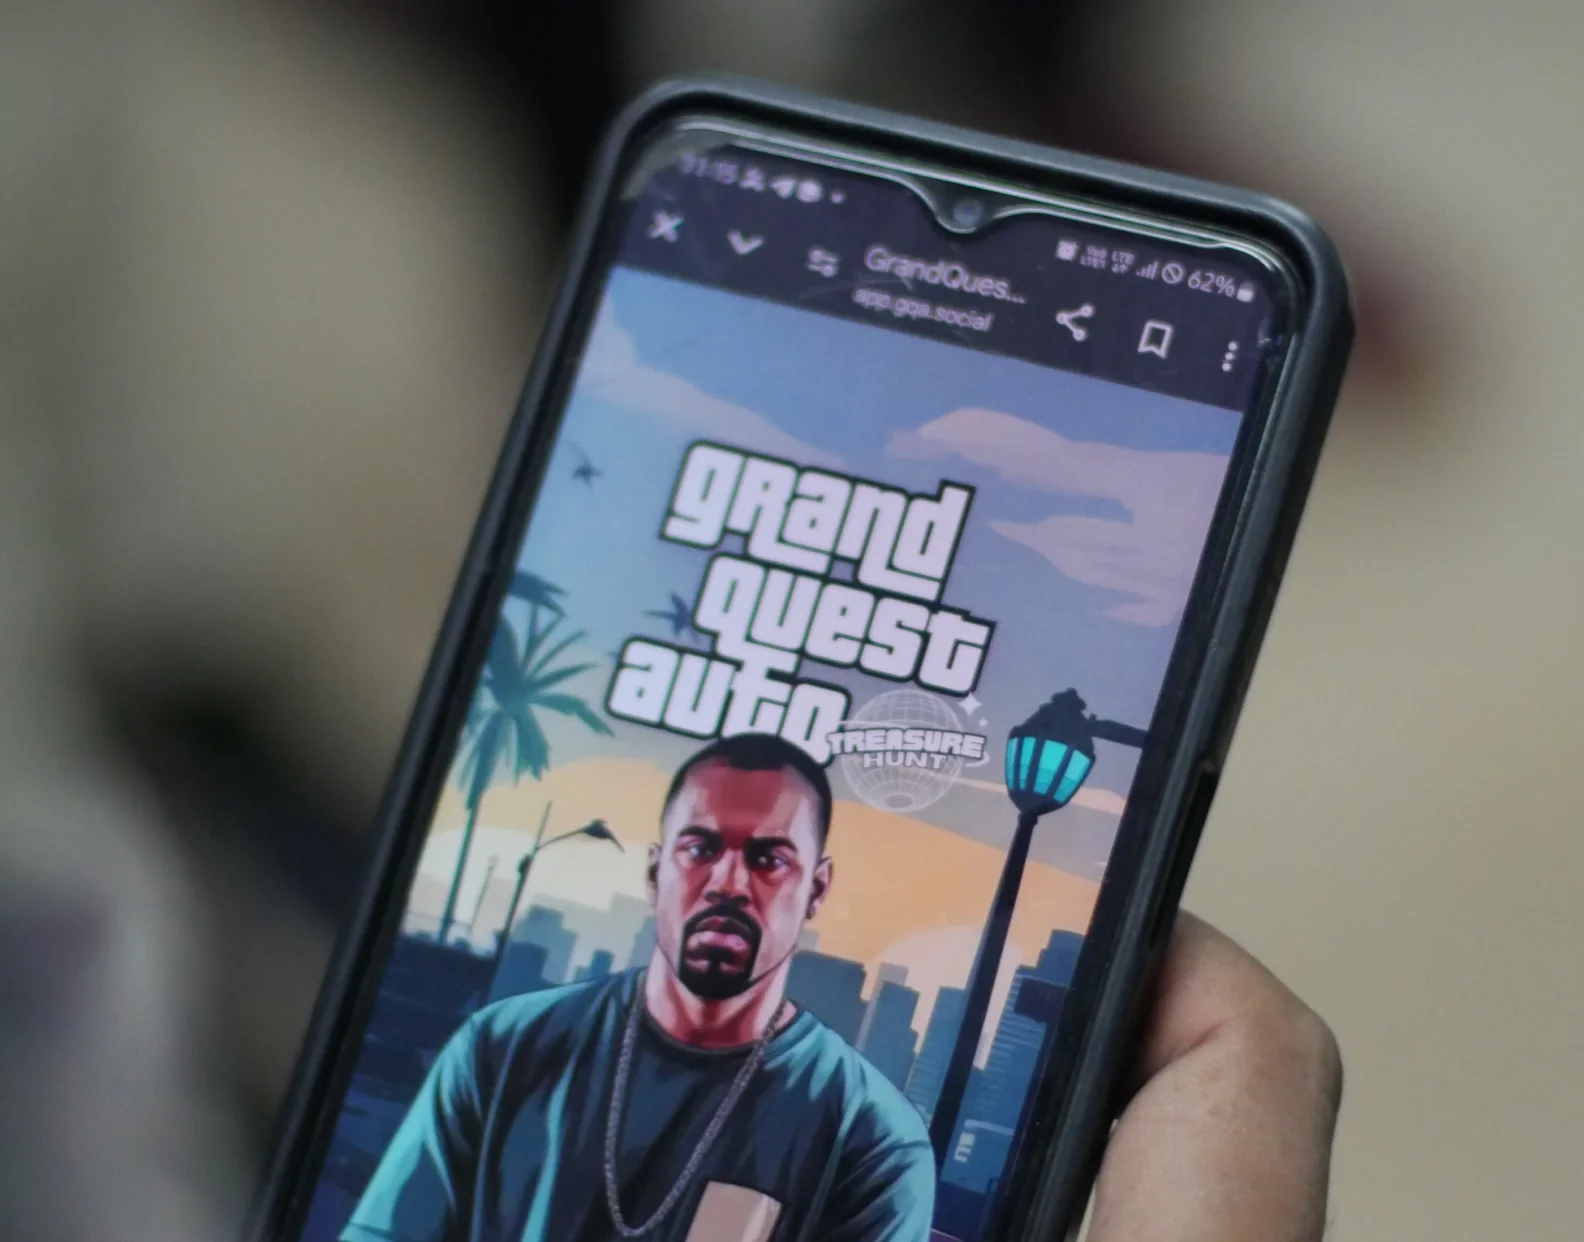 62%
GrandQues...
app.gqa.social
grand
quest
auto
TREASURE
HUNT